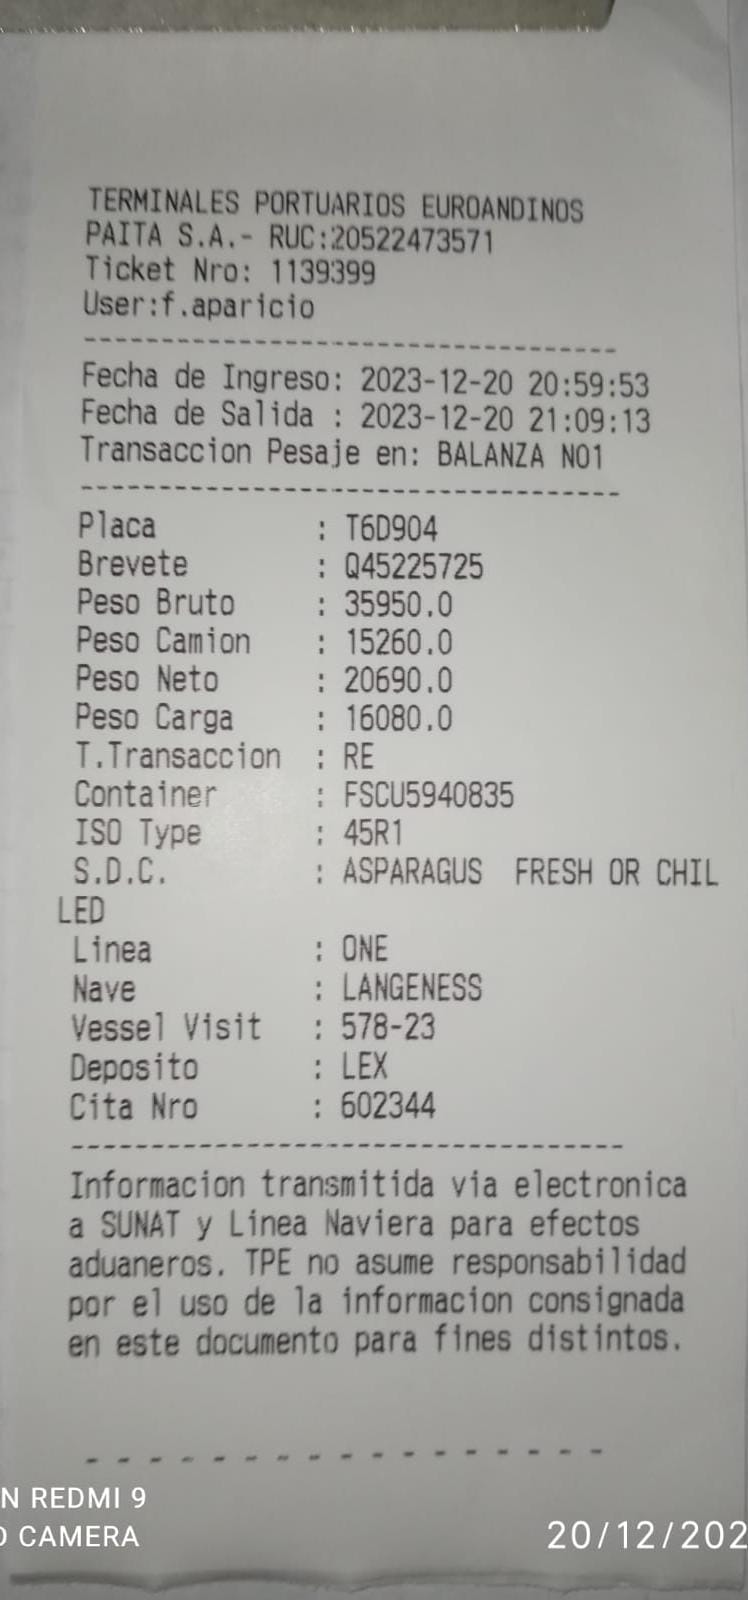 TERMINALES PORTUARIOS EUROANDINOS
PAITA S.A.- RUC:20522473571
Ticket Nro: 1139399
User:f.aparicio
-----------------------------------
Fecha de Ingreso: 2023-12-20 20:59:53
Fecha de Salida : 2023-12-20 21:09:13
Transaccion Pesaje en: BALANZA NO1
-----------------------------------
Placa : T6D904
Brevete : Q45225725
Peso Bruto : 35950.0
Peso Camion : 15260.0
Peso Neto : 20690.0
Peso Carga : 16080.0
T.Transaccion : RE
Container : FSCU5940835
ISO Type : 45R1
S.D.C. : ASPARAGUS  FRESH OR CHIL
LED
Linea : ONE
Nave : LANGENESS
Vessel Visit : 578-23
Deposito : LEX
Cita Nro : 602344
-----------------------------------
Informacion transmitida via electronica
a SUNAT y Linea Naviera para efectos
aduaneros. TPE no asume responsabilidad
por el uso de la informacion consignada
en este documento para fines distintos.
- - - - - - - - - - - - - - - - -
N REDMI 9
CAMERA
20/12/202